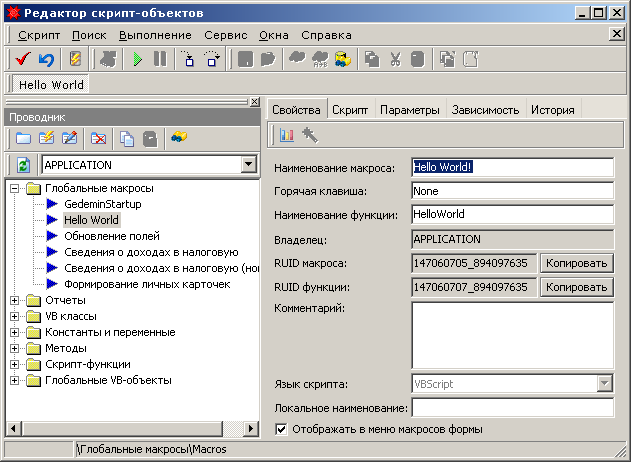 Редактор скрипт-объектов
Скрипт Поиск Выполнение Сервис Окна Справка
Hello World
Проводник
APPLICATION
Глобальные макросы
GedeminStartup
Hello World
Обновление полей
Сведения о доходах в налоговую
Сведения о доходах в налоговую (но
Формирование личных карточек
Отчеты
VB классы
Константы и переменные
Методы
Скрипт-функции
Глобальные VB-объекты
Свойства Скрипт Параметры Зависимость История
Наименование макроса: Hello World!
Горячая клавиша: None
Наименование функции: HelloWorld
Владелец: APPLICATION
RUID макроса: 147060705_894097635 Копировать
RUID функции: 147060707_894097635 Копировать
Комментарий:
Язык скрипта: VBScript
Локальное наименование:
Отображать в меню макросов формы
\Глобальные макросы\Macros